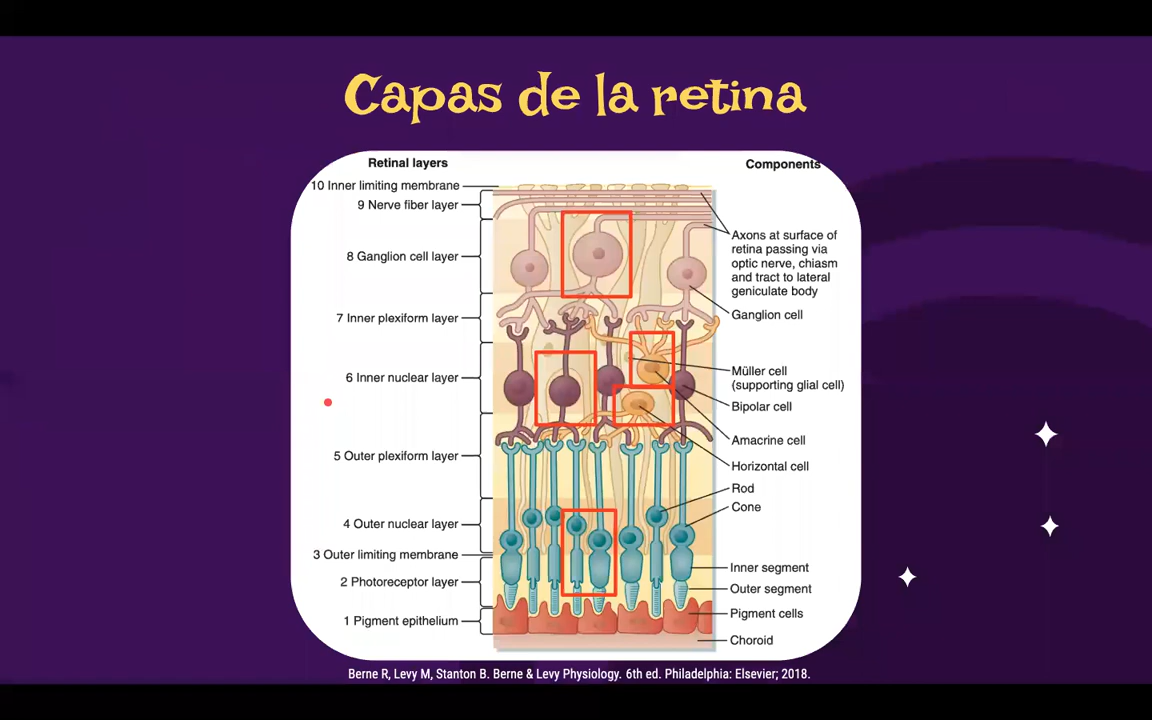 Capas de la retina
Retinal layers
Components
10 Inner limiting membrane
9 Nerve fiber layer
8 Ganglion cell layer
7 Inner plexiform layer
6 Inner nuclear layer
5 Outer plexiform layer
4 Outer nuclear layer
3 Outer limiting membrane
2 Photoreceptor layer
1 Pigment epithelium
Axons at surface of
retina passing via
optic nerve, chiasm
and tract to lateral
geniculate body
Ganglion cell
Müller cell
(supporting glial cell)
Bipolar cell
Amacrine cell
Horizontal cell
Rod
Cone
Inner segment
Outer segment
Pigment cells
Choroid
Berne R, Levy M, Stanton B. Berne & Levy Physiology. 6th ed. Philadelphia: Elsevier; 2018.